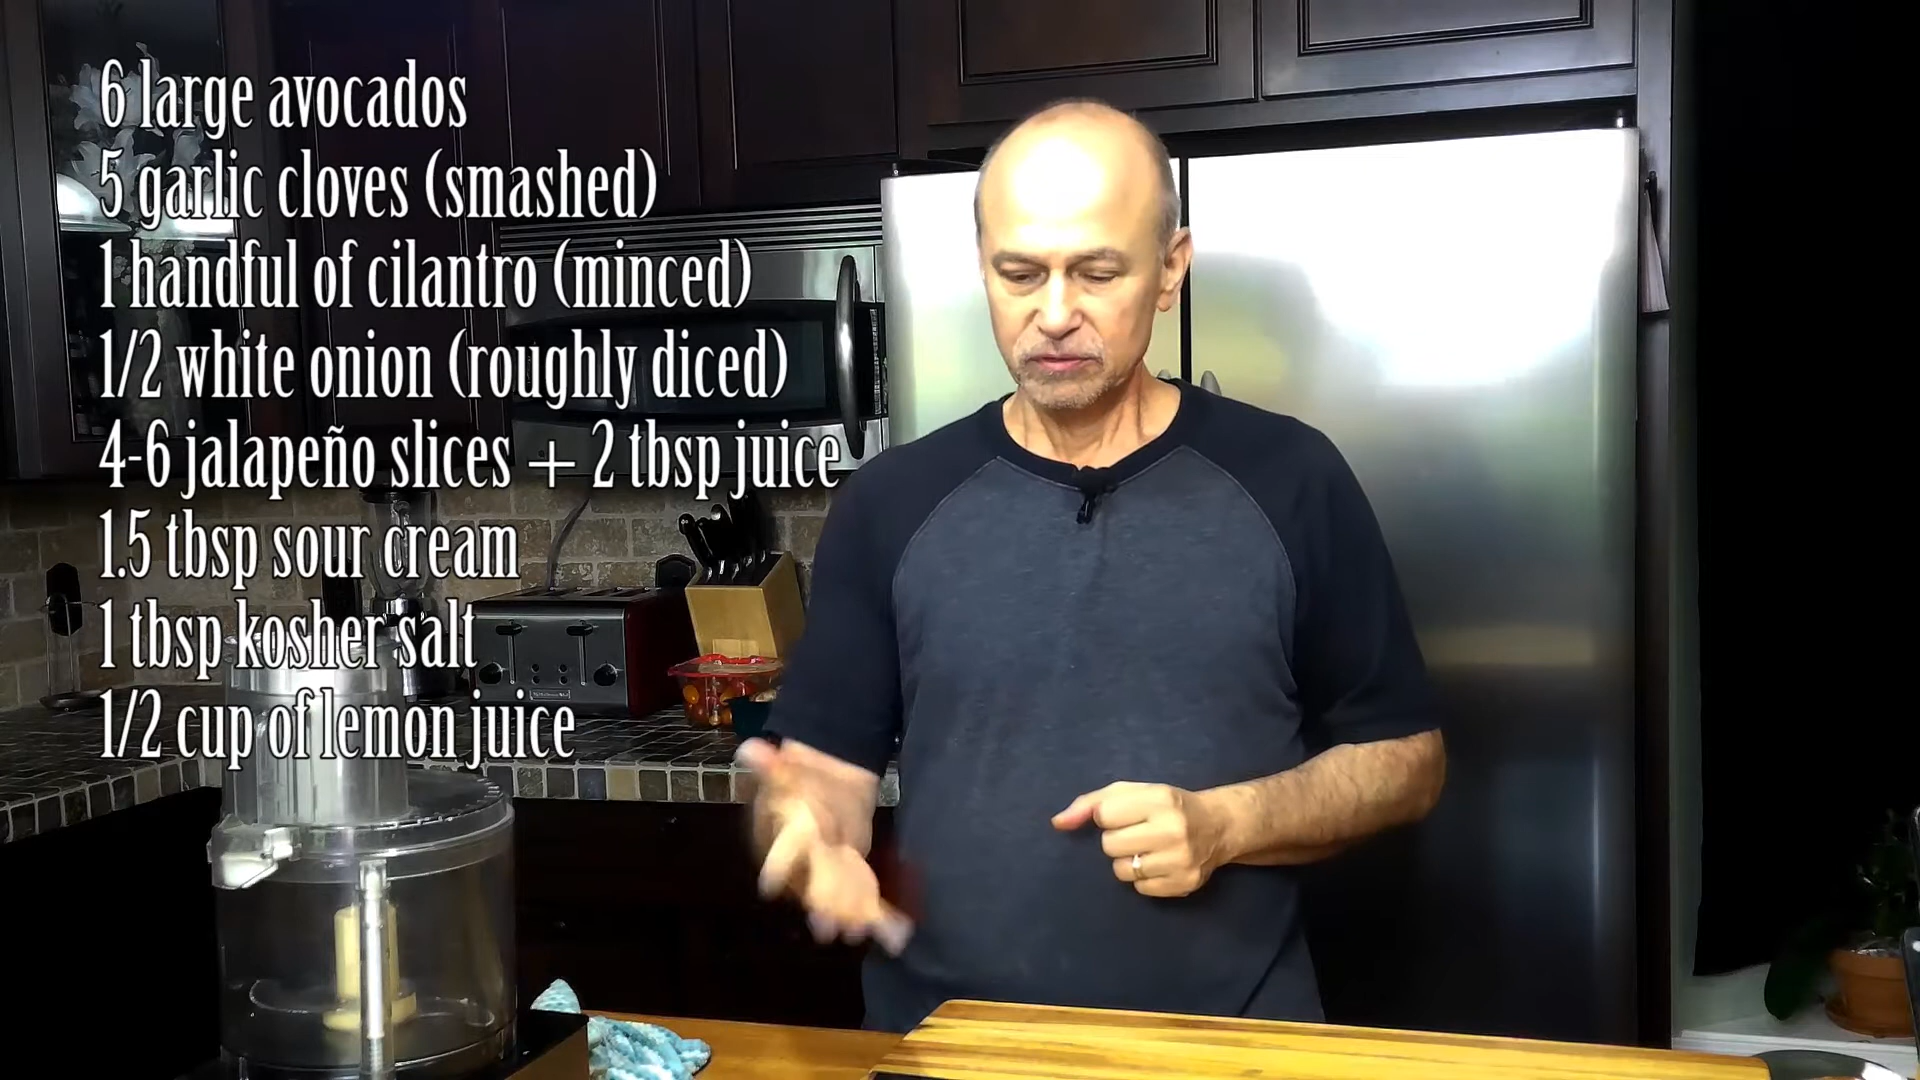 6 large avocados
5 garlic cloves (smashed)
1 handful of cilantro (minced)
1/2 white onion (roughly diced)
4-6 jalapeño slices + 2 tbsp juice
1.5 tbsp sour cream
1 tbsp kosher salt
1/2 cup of lemon juice